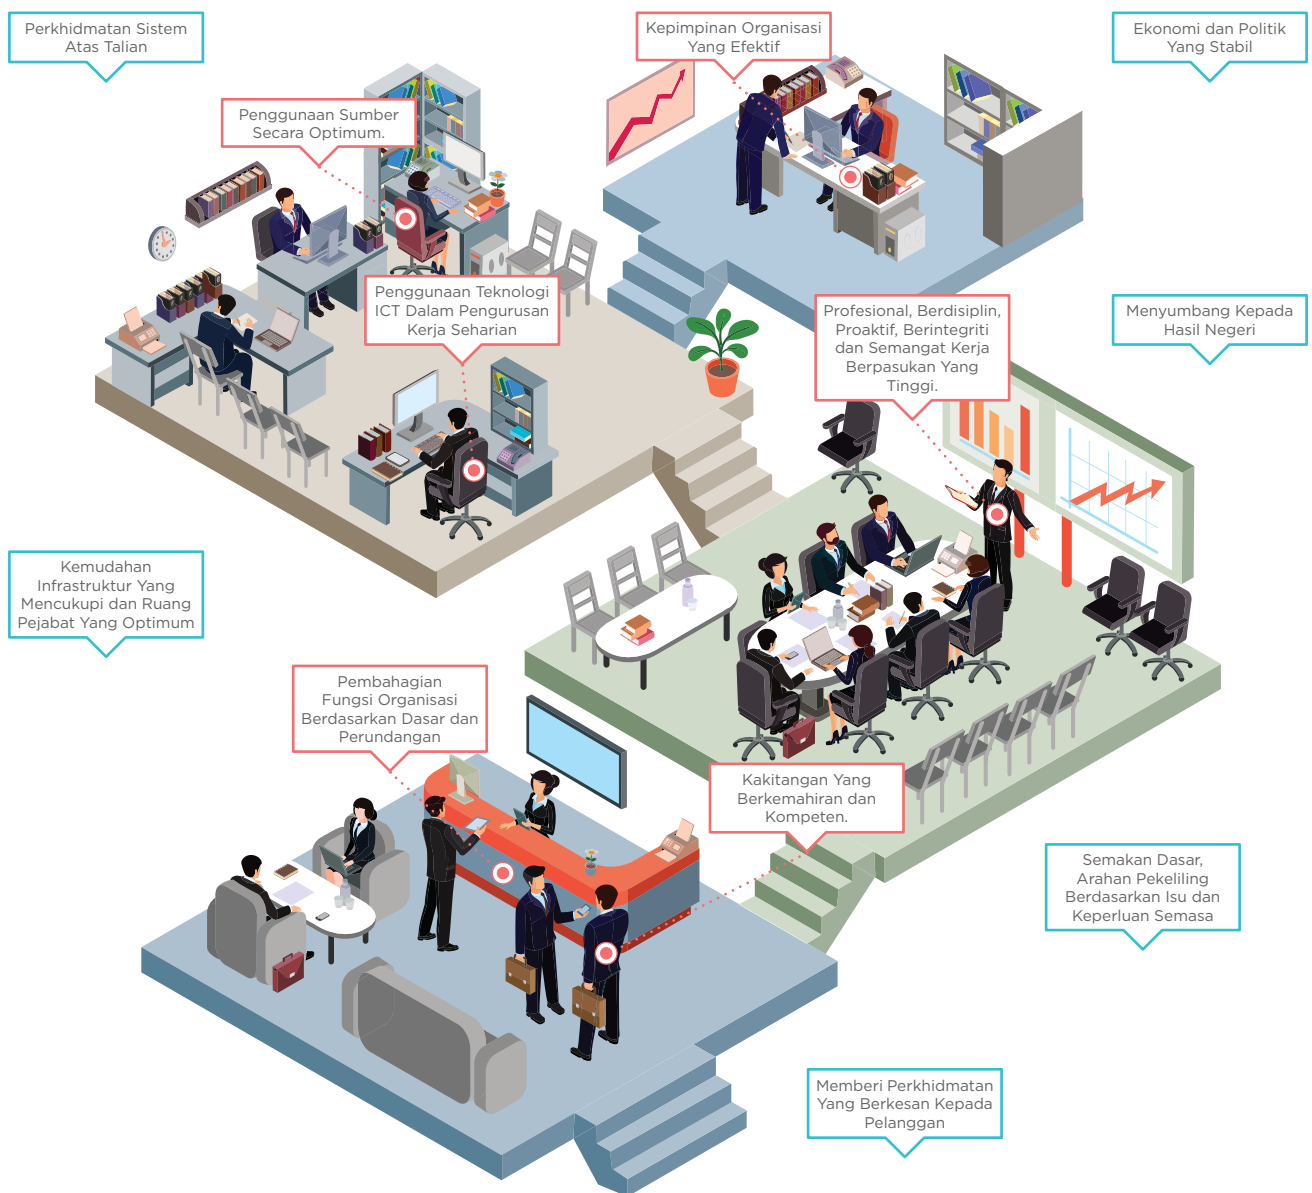 Perkhidmatan Sistem
Atas Talian
Kepimpinan Organisasi
Yang Efektif
Ekonomi dan Politik
Yang Stabil
Penggunaan Sumber
Secara Optimum.
Penggunaan Teknologi
ICT Dalam Pengurusan
Kerja Seharian
Profesional, Berdisiplin,
Proaktif, Berintegriti
dan Semangat Kerja
Berpasukan Yang
Tinggi.
Menyumbang Kepada
Hasil Negeri
Kemudahan
Infrastruktur Yang
Mencukupi dan Ruang
Pejabat Yang Optimum
Pembahagian
Fungsi Organisasi
Berdasarkan Dasar dan
Perundangan
Kakitangan Yang
Berkemahiran dan
Kompeten.
Semakan Dasar,
Arahan Pekeliling
Berdasarkan Isu dan
Keperluan Semasa
Memberi Perkhidmatan
Yang Berkesan Kepada
Pelanggan